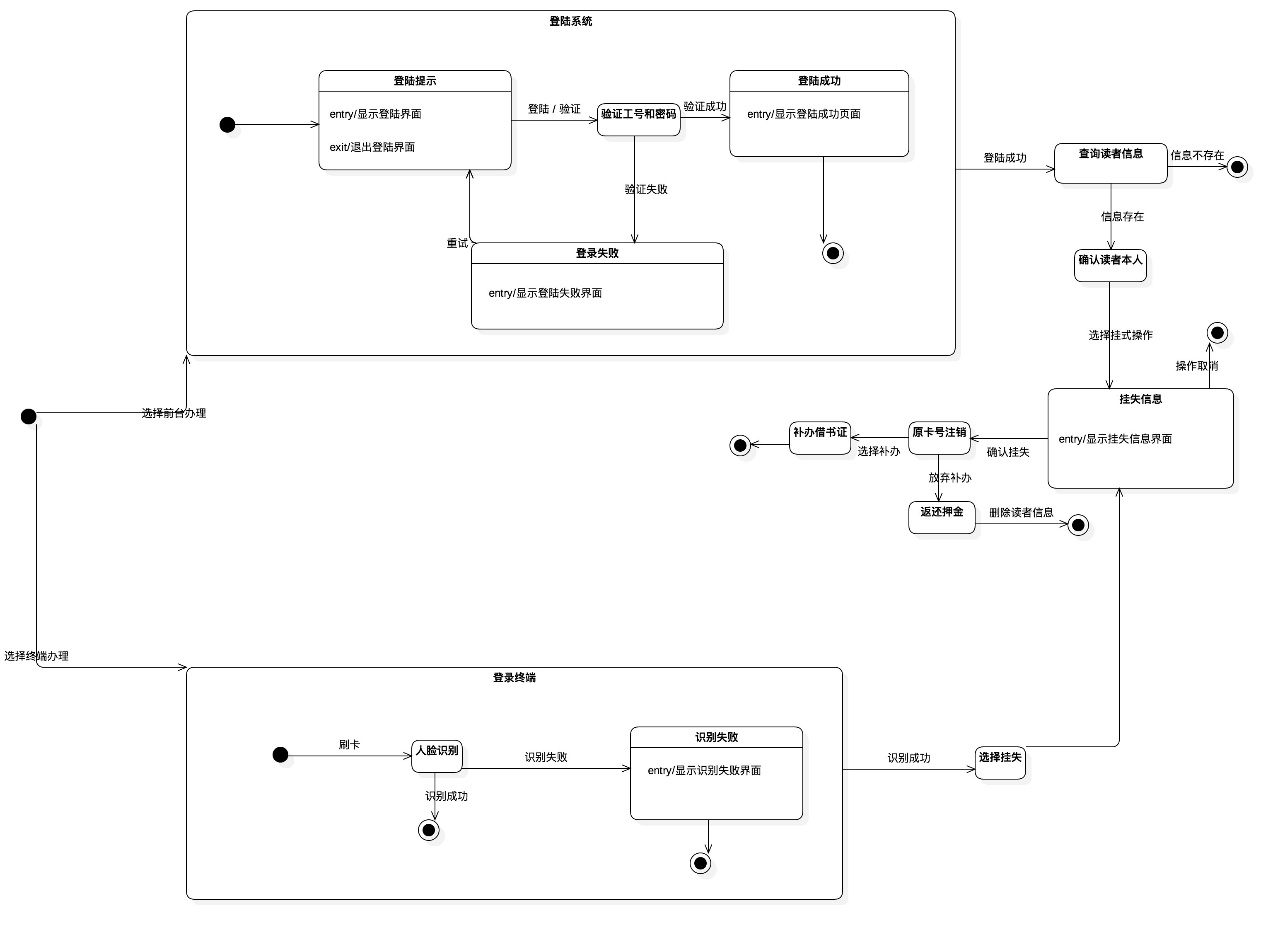 登陆系统
登陆提示
entry/显示登陆界面
exit/退出登陆界面
登陆 / 验证
验证工号和密码
验证成功
登陆成功
entry/显示登陆成功页面
验证失败
重试
登录失败
entry/显示登陆失败界面
登陆成功
查询读者信息
信息不存在
信息存在
确认读者本人
选择挂式操作
操作取消
挂失信息
entry/显示挂失信息界面
确认挂失
原卡号注销
选择补办
补办借书证
放弃补办
返还押金
删除读者信息
选择前台办理
选择终端办理
登录终端
刷卡
人脸识别
识别失败
识别成功
识别失败
entry/显示识别失败界面
识别成功
选择挂失